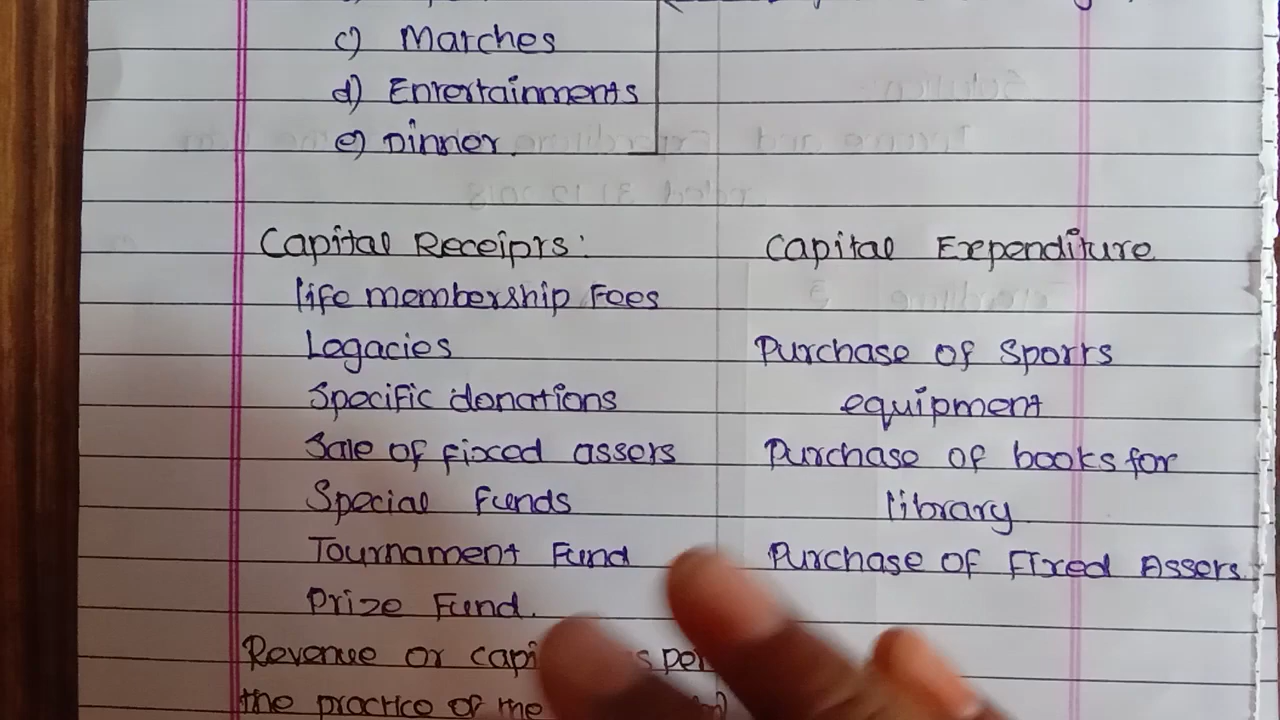 c) Marches
d) Entertainments
e) Dinner
Capital Receipts:
life membership Fees
Legacies
Specific donations
Sale of fixed assets
Special Funds
Tournament Fund
Prize Fund.
Capital Expenditure
Purchase of Sports
equipment
Purchase of books for
library
Purchase of Fixed Assets
Revenue or
the practice of the